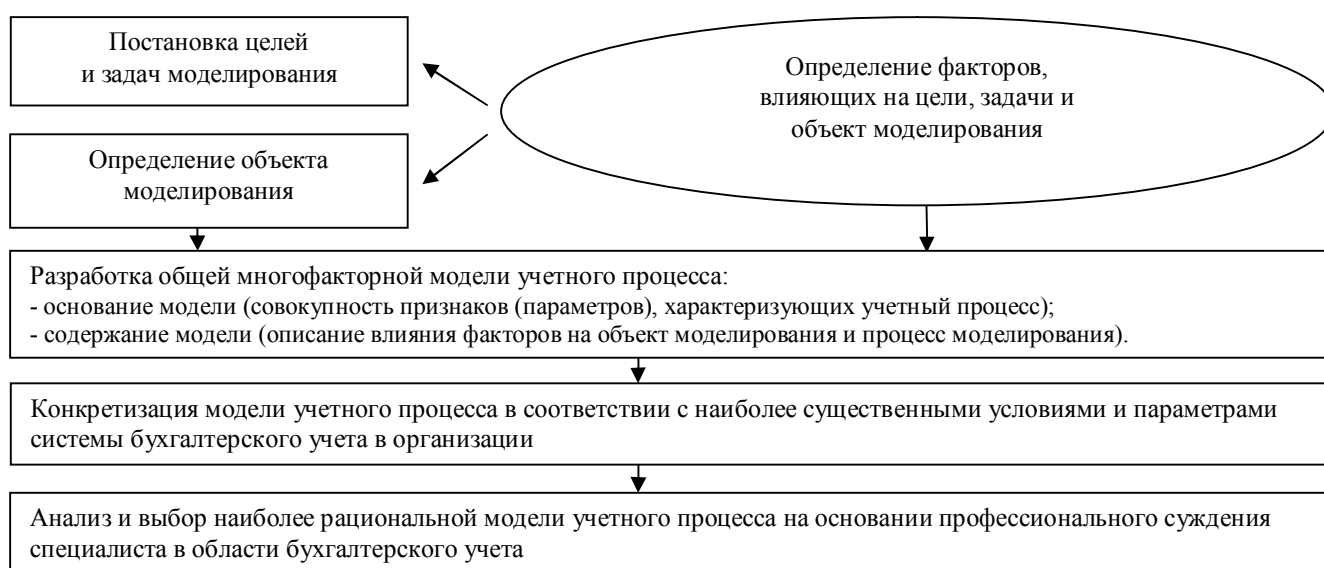 Постановка целей
и задач моделирования
Определение факторов,
влияющих на цели, задачи и
объект моделирования
Определение объекта
моделирования
Разработка общей многофакторной модели учетного процесса:
- основание модели (совокупность признаков (параметров), характеризующих учетный процесс);
- содержание модели (описание влияния факторов на объект моделирования и процесс моделирования).
Конкретизация модели учетного процесса в соответствии с наиболее существенными условиями и параметрами
системы бухгалтерского учета в организации
Анализ и выбор наиболее рациональной модели учетного процесса на основании профессионального суждения
специалиста в области бухгалтерского учета